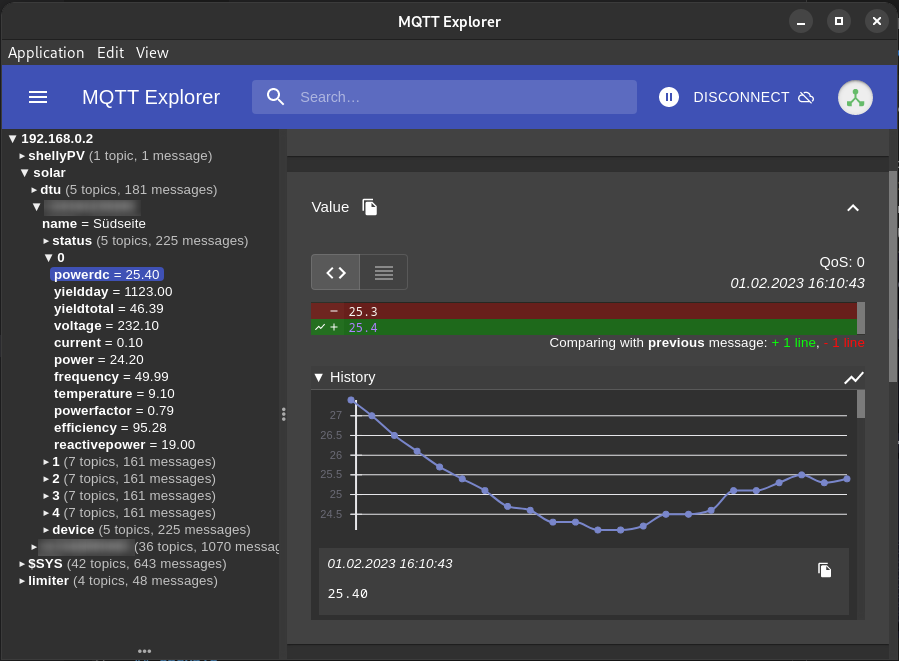 MQTT Explorer
Application Edit View
MQTT Explorer
Search...
DISCONNECT
▼ 192.168.0.2
▸ shellyPV (1 topic, 1 message)
▼ solar
▸ dtu (5 topics, 181 messages)
▼
name = Südseite
▸ status (5 topics, 225 messages)
▼ 0
powerdc = 25.40
yieldday = 1123.00
yieldtotal = 46.39
voltage = 232.10
current = 0.10
power = 24.20
frequency = 49.99
temperature = 9.10
powerfactor = 0.79
efficiency = 95.28
reactivepower = 19.00
▸ 1 (7 topics, 161 messages)
▸ 2 (7 topics, 161 messages)
▸ 3 (7 topics, 161 messages)
▸ 4 (7 topics, 161 messages)
▸ device (5 topics, 225 messages)
▸ (36 topics, 1070 messag
▸ $SYS (42 topics, 643 messages)
▸ limiter (4 topics, 48 messages)
Value
QoS: 0
01.02.2023 16:10:43
− 25.3
+ 25.4
Comparing with previous message: + 1 line, - 1 line
▼ History
27
26.5
26
25.5
25
24.5
01.02.2023 16:10:43
25.40